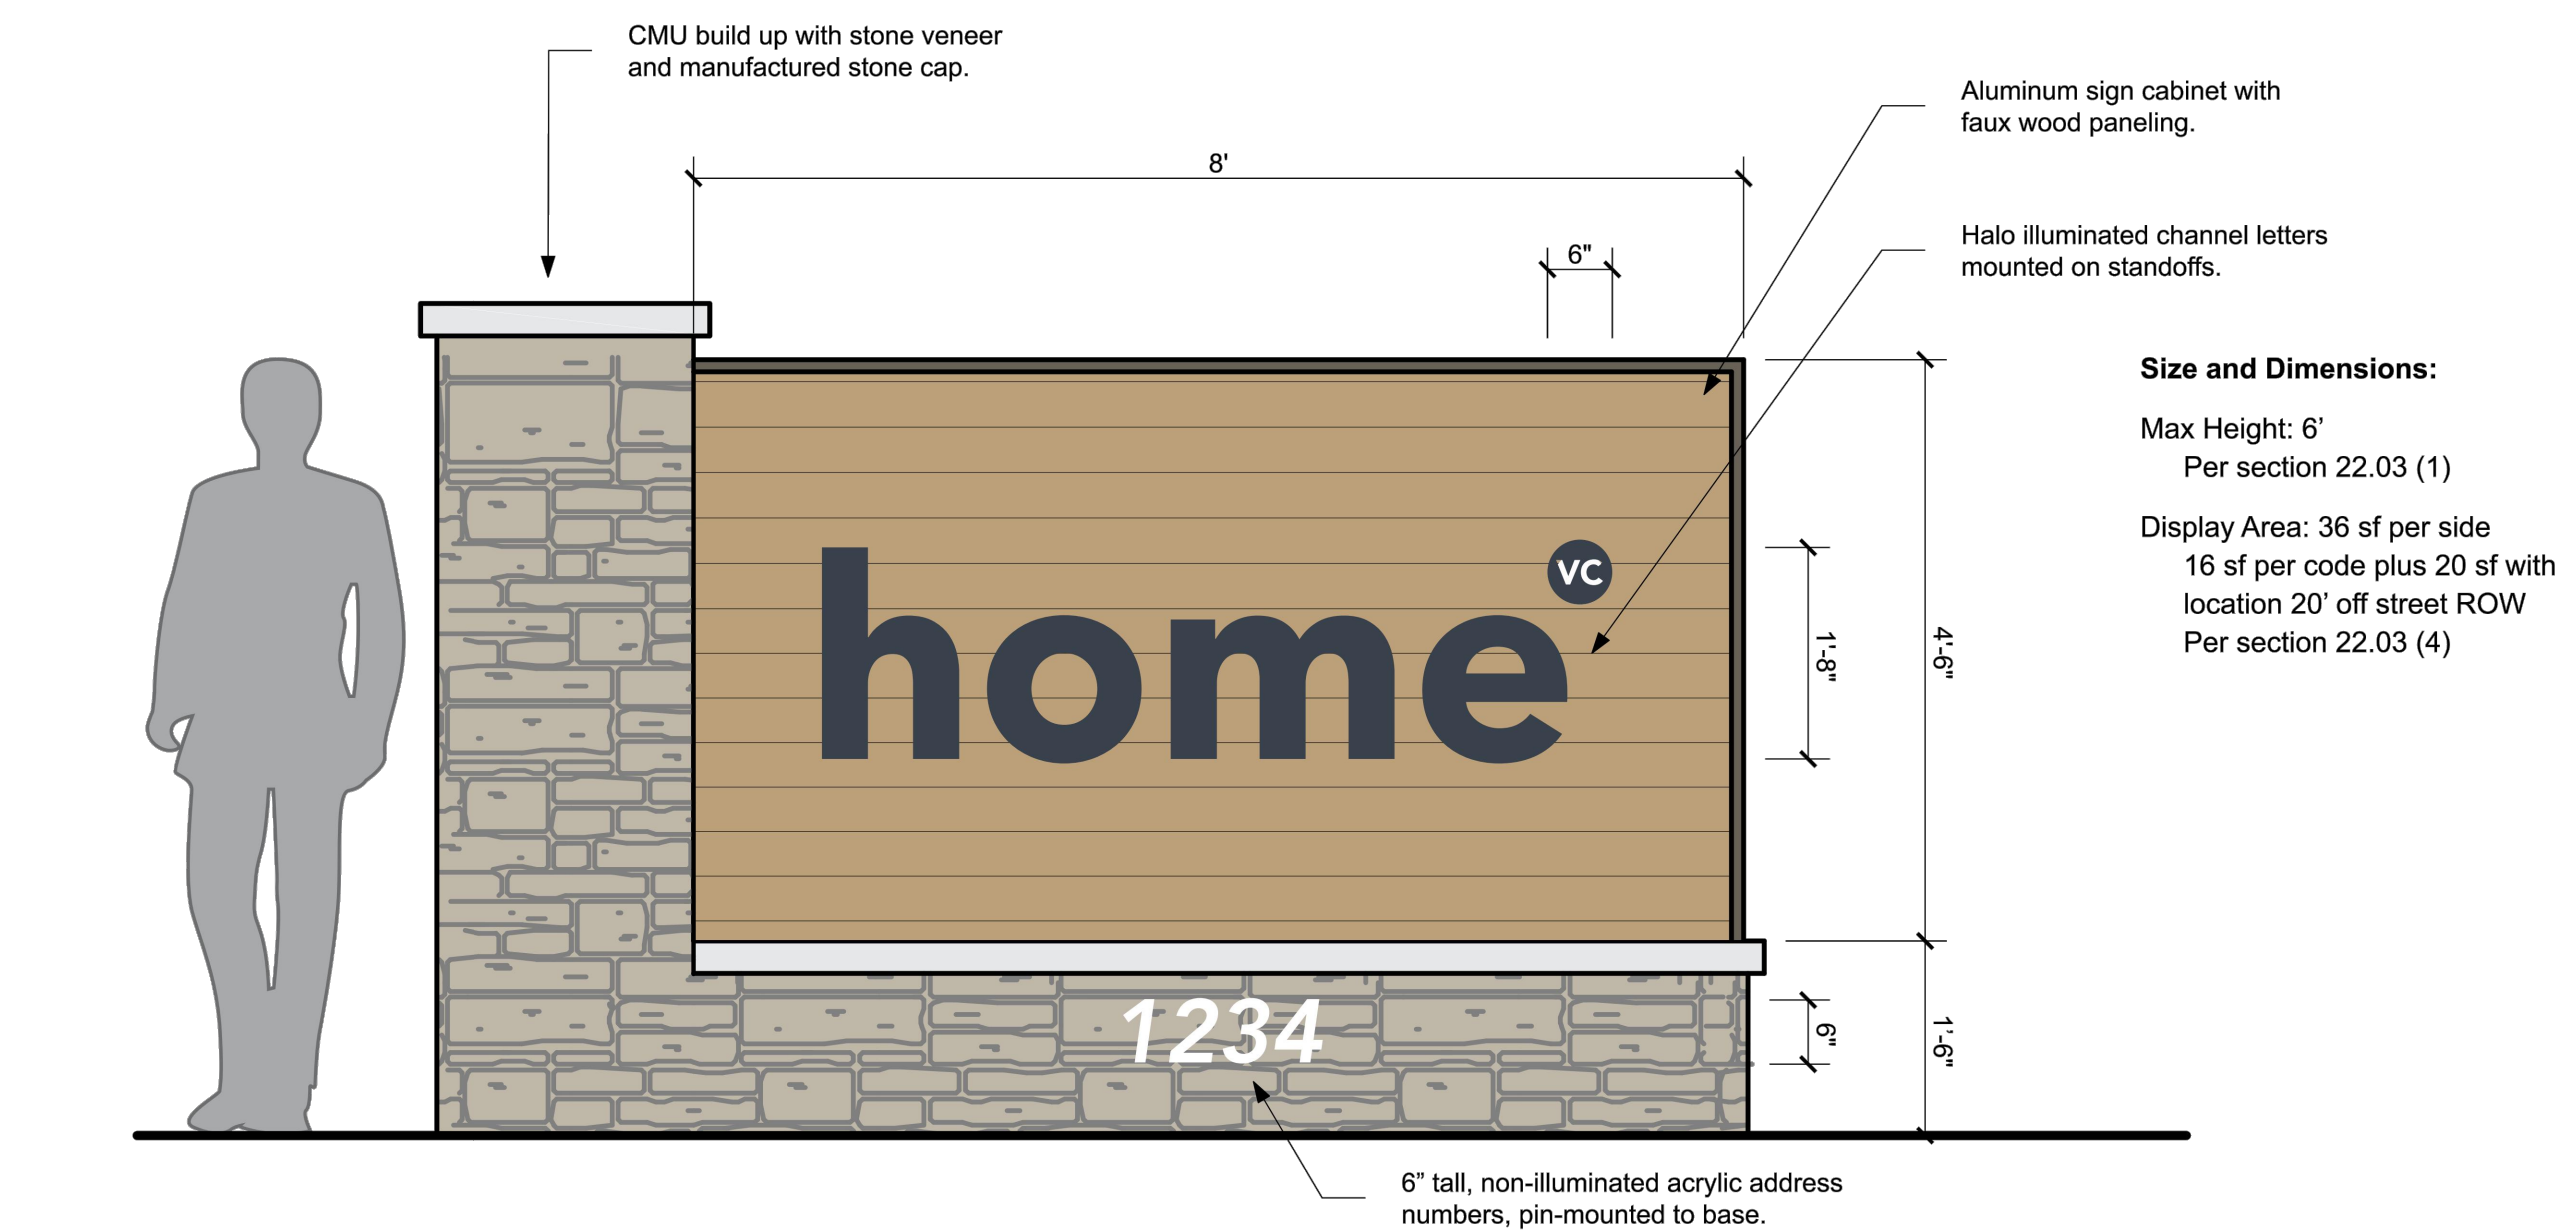 CMU build up with stone veneer
and manufactured stone cap.
Aluminum sign cabinet with
faux wood paneling.
8'
Halo illuminated channel letters
mounted on standoffs.
6"
Size and Dimensions:
Max Height: 6’
Per section 22.03 (1)
Display Area: 36 sf per side
16 sf per code plus 20 sf with
location 20’ off street ROW
Per section 22.03 (4)
vc
home
1'-8"
4'-6"
1234
6"
1'-6"
6” tall, non-illuminated acrylic address
numbers, pin-mounted to base.